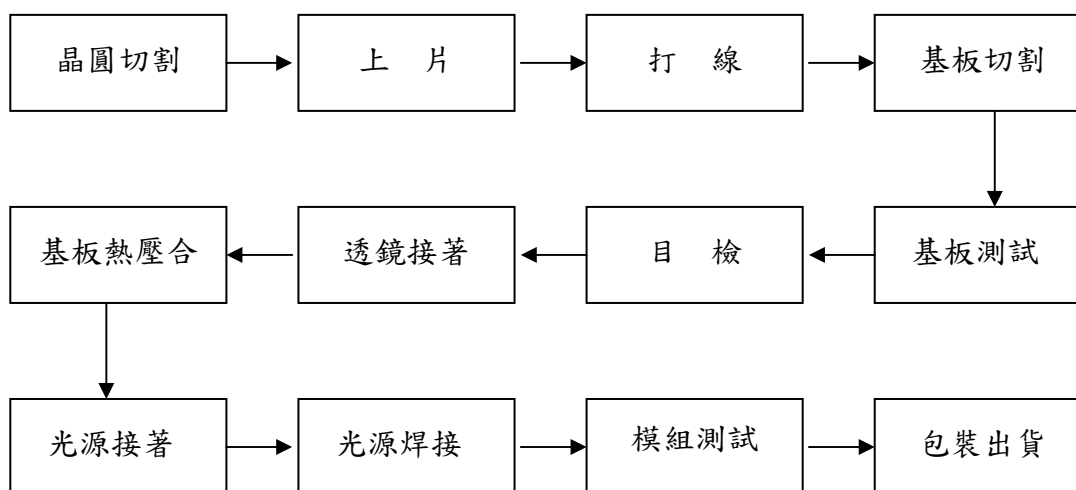 晶圓切割
上 片
打 線
基板切割
基板測試
目 檢
透鏡接著
基板熱壓合
光源接著
光源焊接
模組測試
包裝出貨